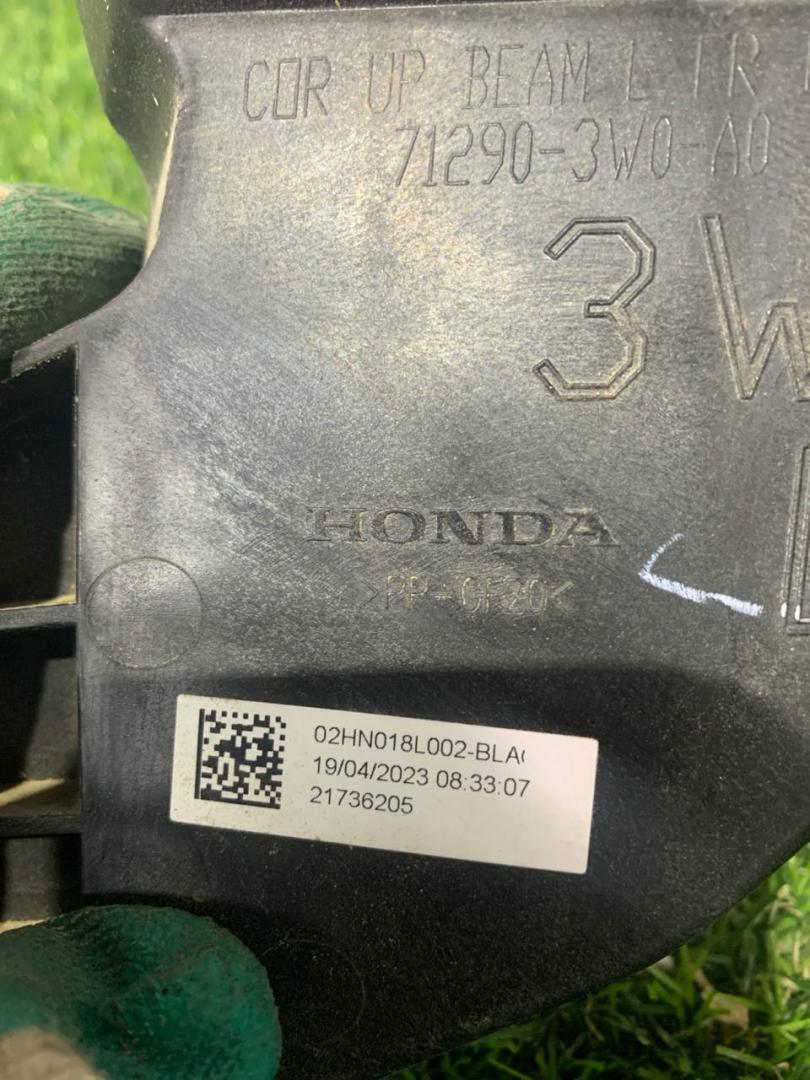 COR UP BEAM L FR
71290-3W0-A0
3W
HONDA
>PP-GF20<
02HN018L002-BLA
19/04/2023 08:33:07
21736205